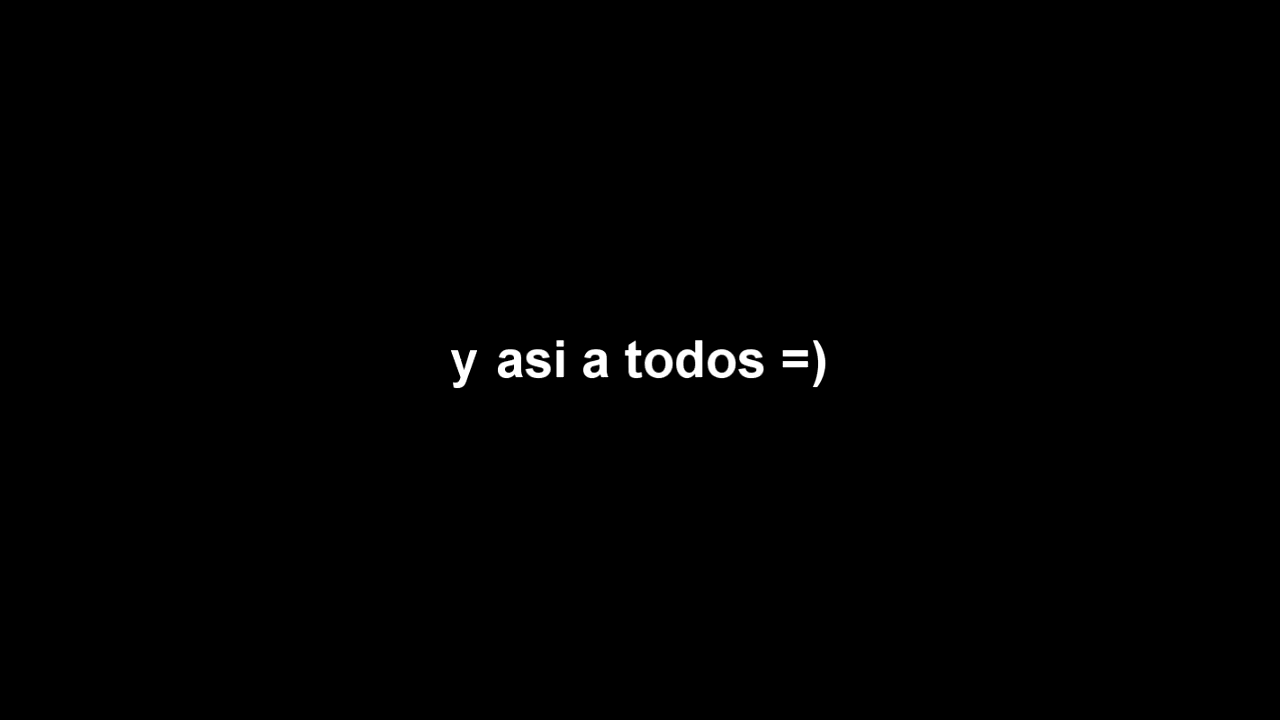 y asi a todos =)